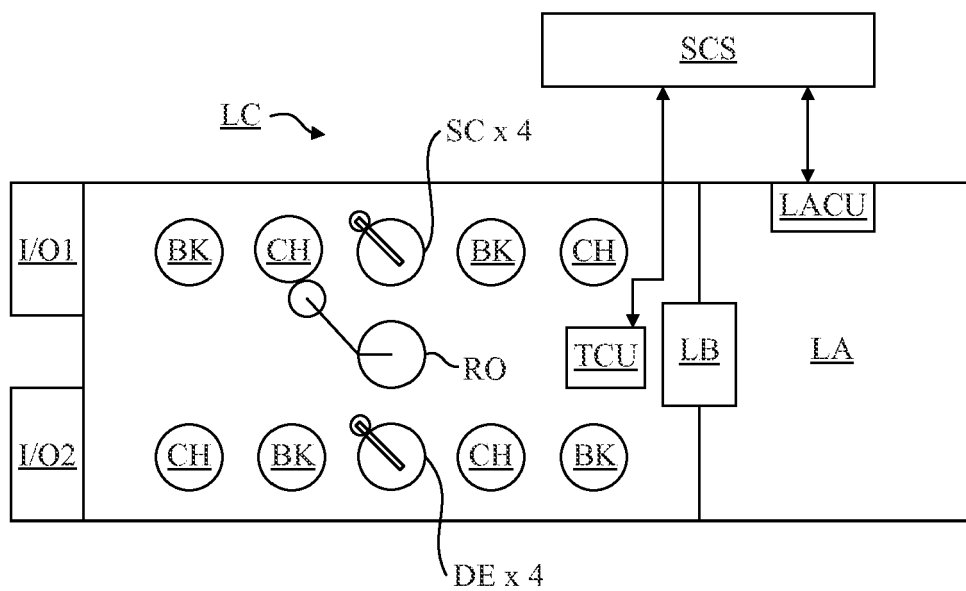 SCS
LC
SC x 4
LACU
I/O1
BK
CH
BK
CH
TCU
LB
LA
RO
I/O2
CH
BK
CH
BK
DE x 4